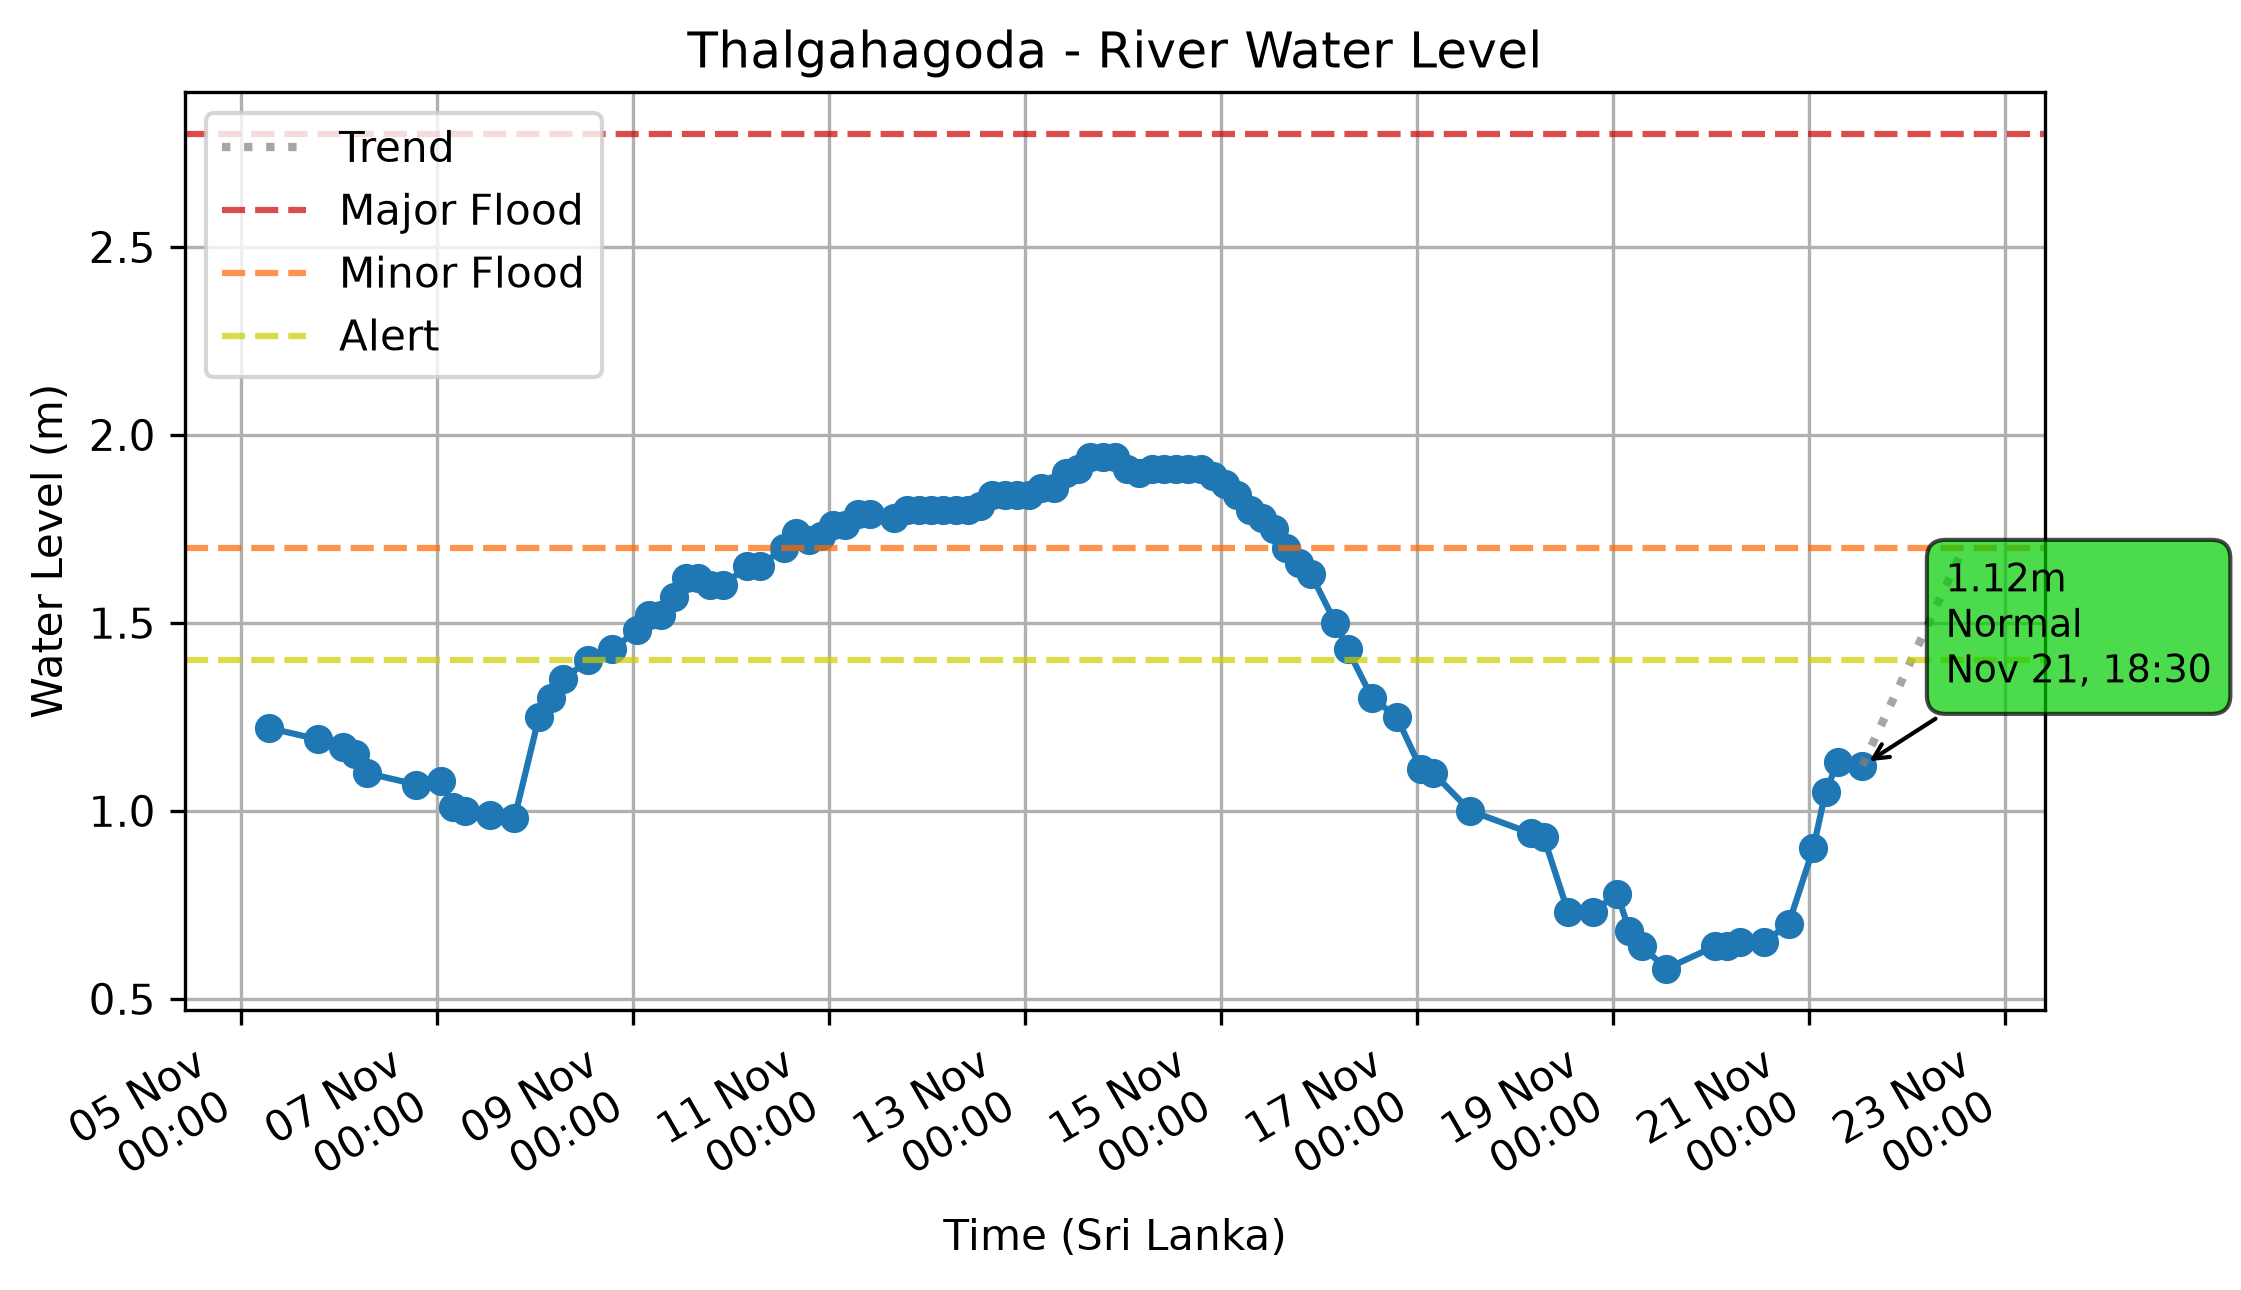 Thalgahagoda - River Water Level
Trend
Major Flood
Minor Flood
Alert
Water Level (m)
2.5
2.0
1.5
1.0
0.5
1.12m
Normal
Nov 21, 18:30
05 Nov
00:00
07 Nov
00:00
09 Nov
00:00
11 Nov
00:00
13 Nov
00:00
15 Nov
00:00
17 Nov
00:00
19 Nov
00:00
21 Nov
00:00
23 Nov
00:00
Time (Sri Lanka)